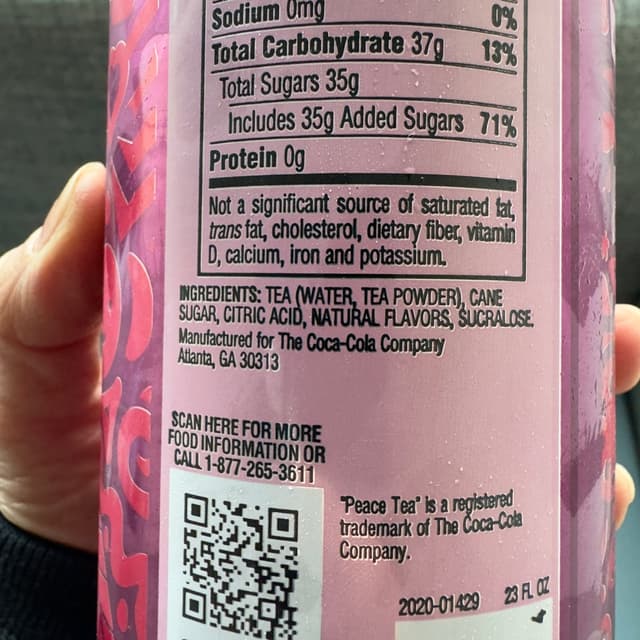 Sodium 0mg 0%
Total Carbohydrate 37g 13%
Total Sugars 35g
Includes 35g Added Sugars 71%
Protein 0g
Not a significant source of saturated fat,
trans fat, cholesterol, dietary fiber, vitamin
D, calcium, iron and potassium.
INGREDIENTS: TEA (WATER, TEA POWDER), CANE
SUGAR, CITRIC ACID, NATURAL FLAVORS, SUCRALOSE.
Manufactured for The Coca-Cola Company
Atlanta, GA 30313
SCAN HERE FOR MORE
FOOD INFORMATION OR
CALL 1-877-265-3611
"Peace Tea" is a registered
trademark of The Coca-Cola
Company.
2020-01429 23 FL OZ